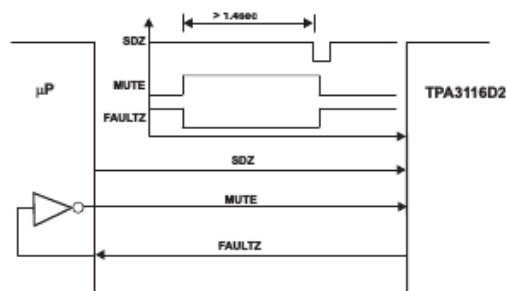 > 1.4sec
SDZ
MUTE
FAULTZ
μP
TPA3116D2
SDZ
MUTE
FAULTZ